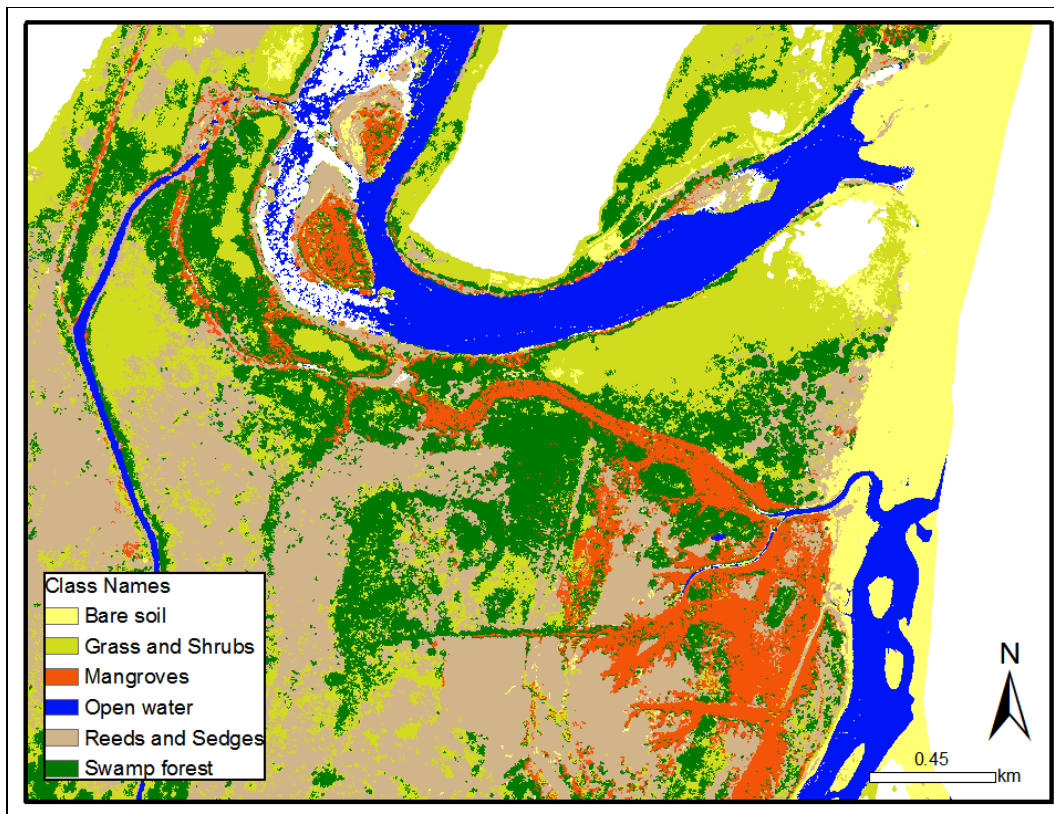 Class Names
Bare soil
Grass and Shrubs
Mangroves
Open water
Reeds and Sedges
Swamp forest
N
0.45
km